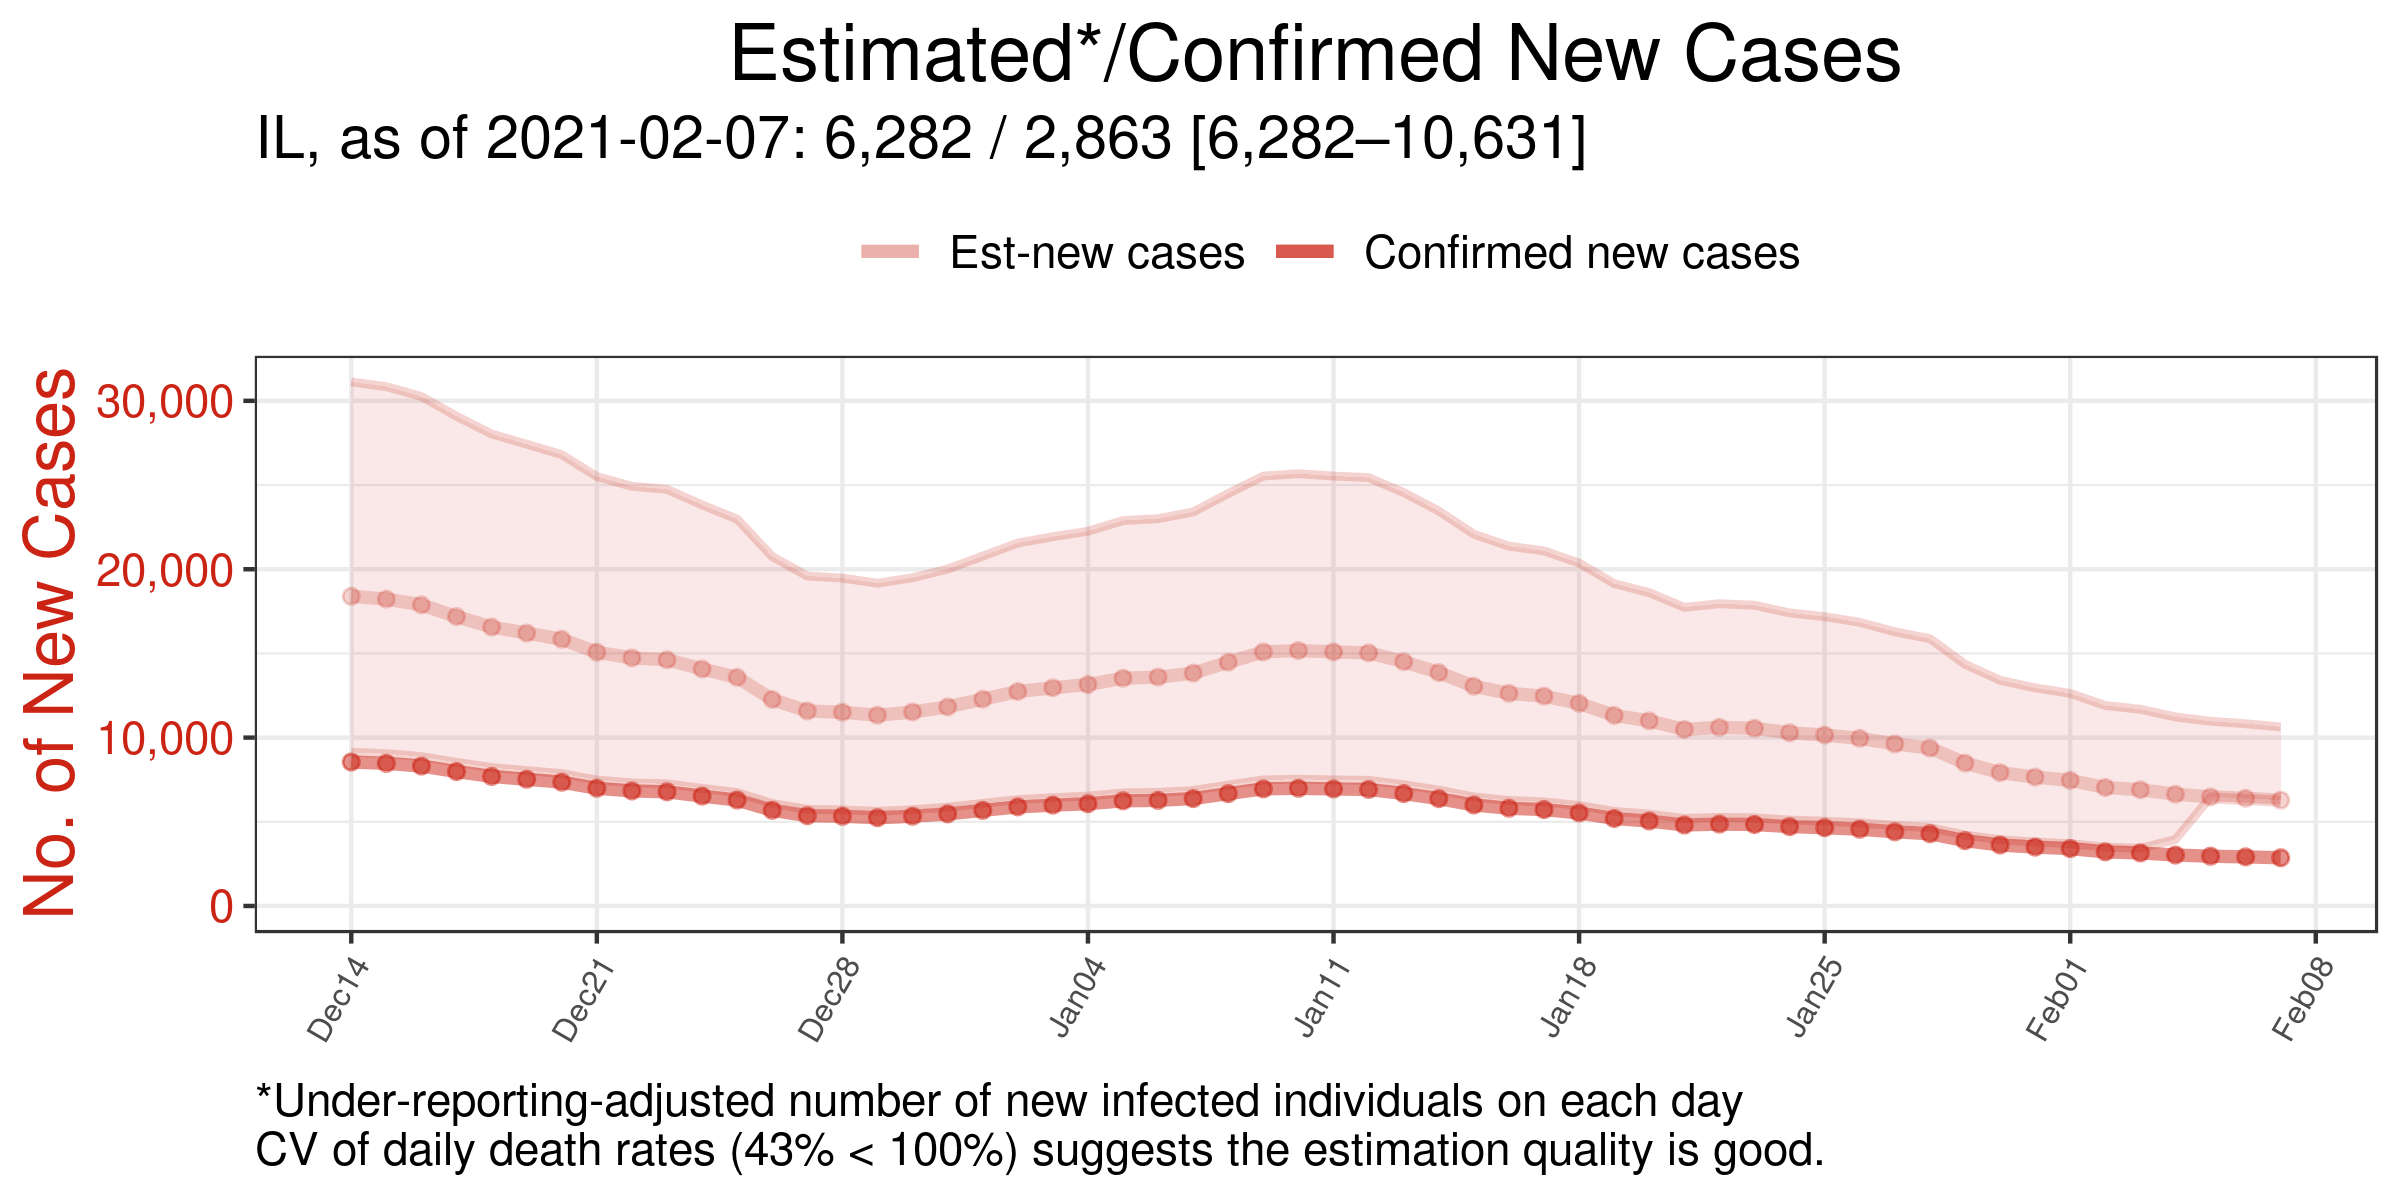 Estimated*/Confirmed New Cases
IL, as of 2021-02-07: 6,282 / 2,863 [6,282–10,631]
Est-new cases
Confirmed new cases
No. of New Cases
30,000
20,000
10,000
0
Dec14
Dec21
Dec28
Jan04
Jan11
Jan18
Jan25
Feb01
Feb08
*Under-reporting-adjusted number of new infected individuals on each day
CV of daily death rates (43% < 100%) suggests the estimation quality is good.